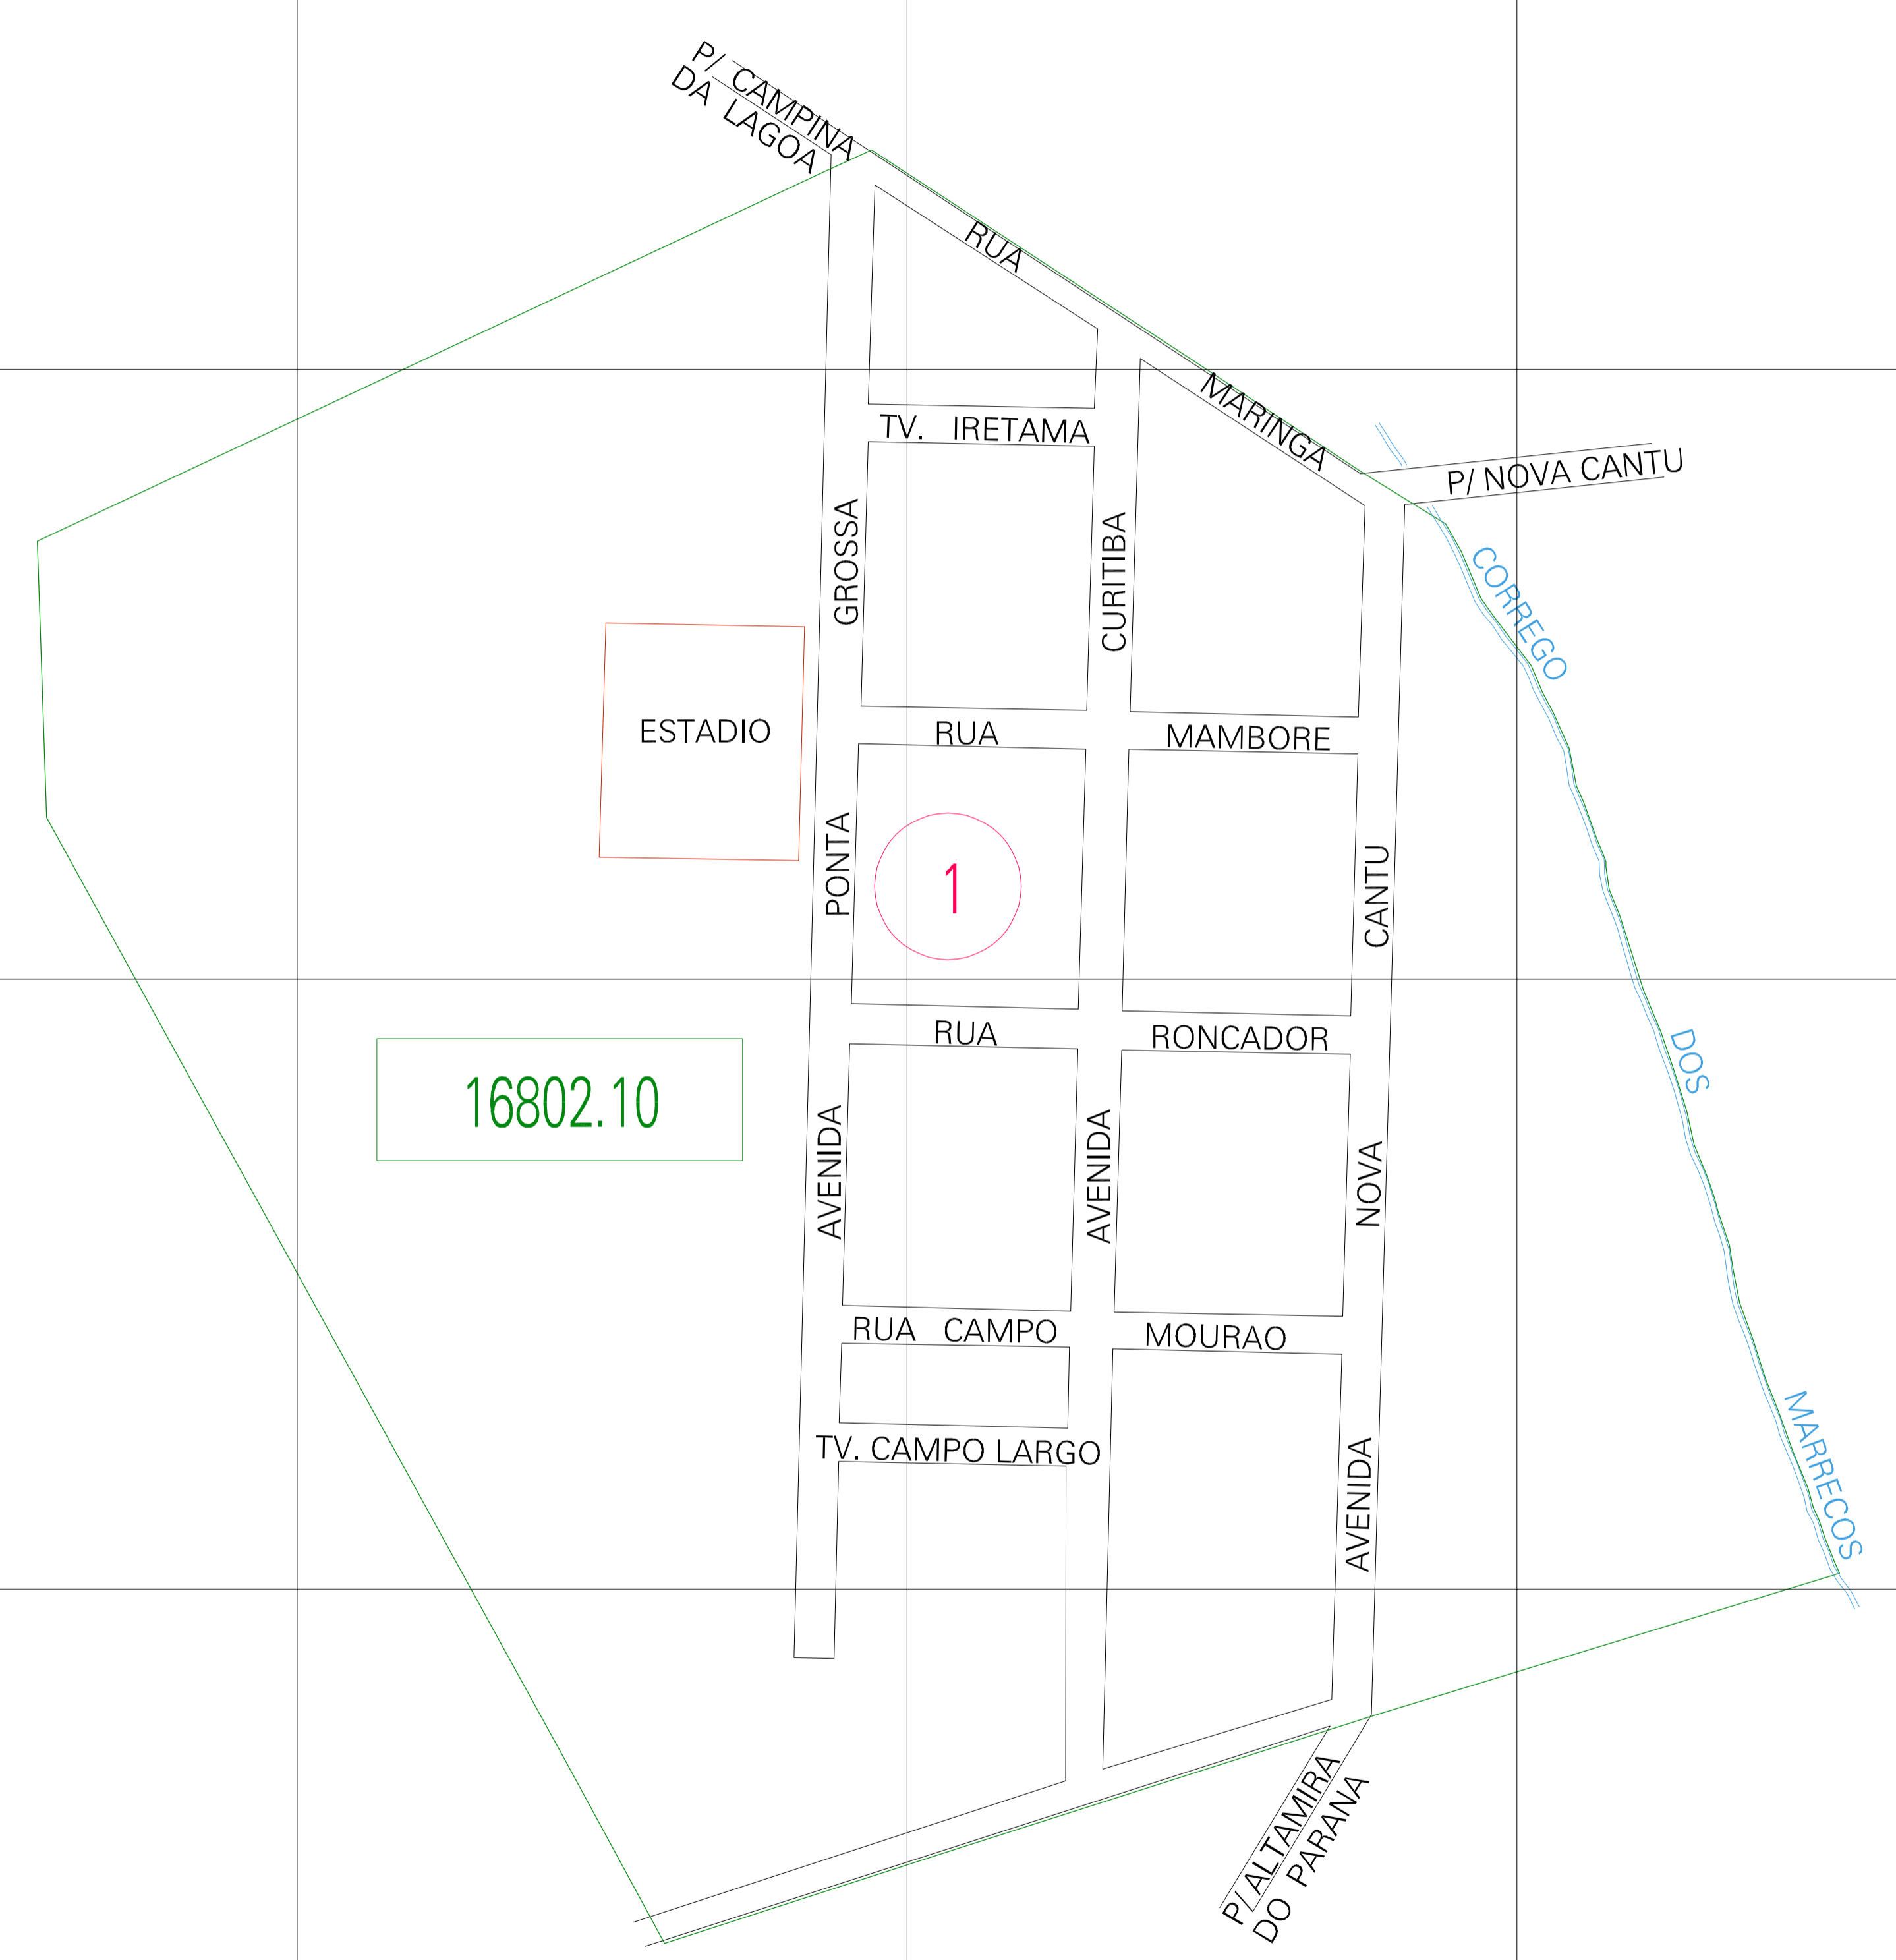 P/ CAMPINA
DA LAGOA
RUA MARINGA
TV. IRETAMA
P/ NOVA CANTU
AVENIDA PONTA GROSSA
AVENIDA CURITIBA
CORREGO DOS MARRECOS
ESTADIO
RUA MAMBORE
1
AVENIDA NOVA CANTU
RUA RONCADOR
16802.10
RUA CAMPO MOURAO
TV. CAMPO LARGO
P/ ALTAMIRA
DO PARANA